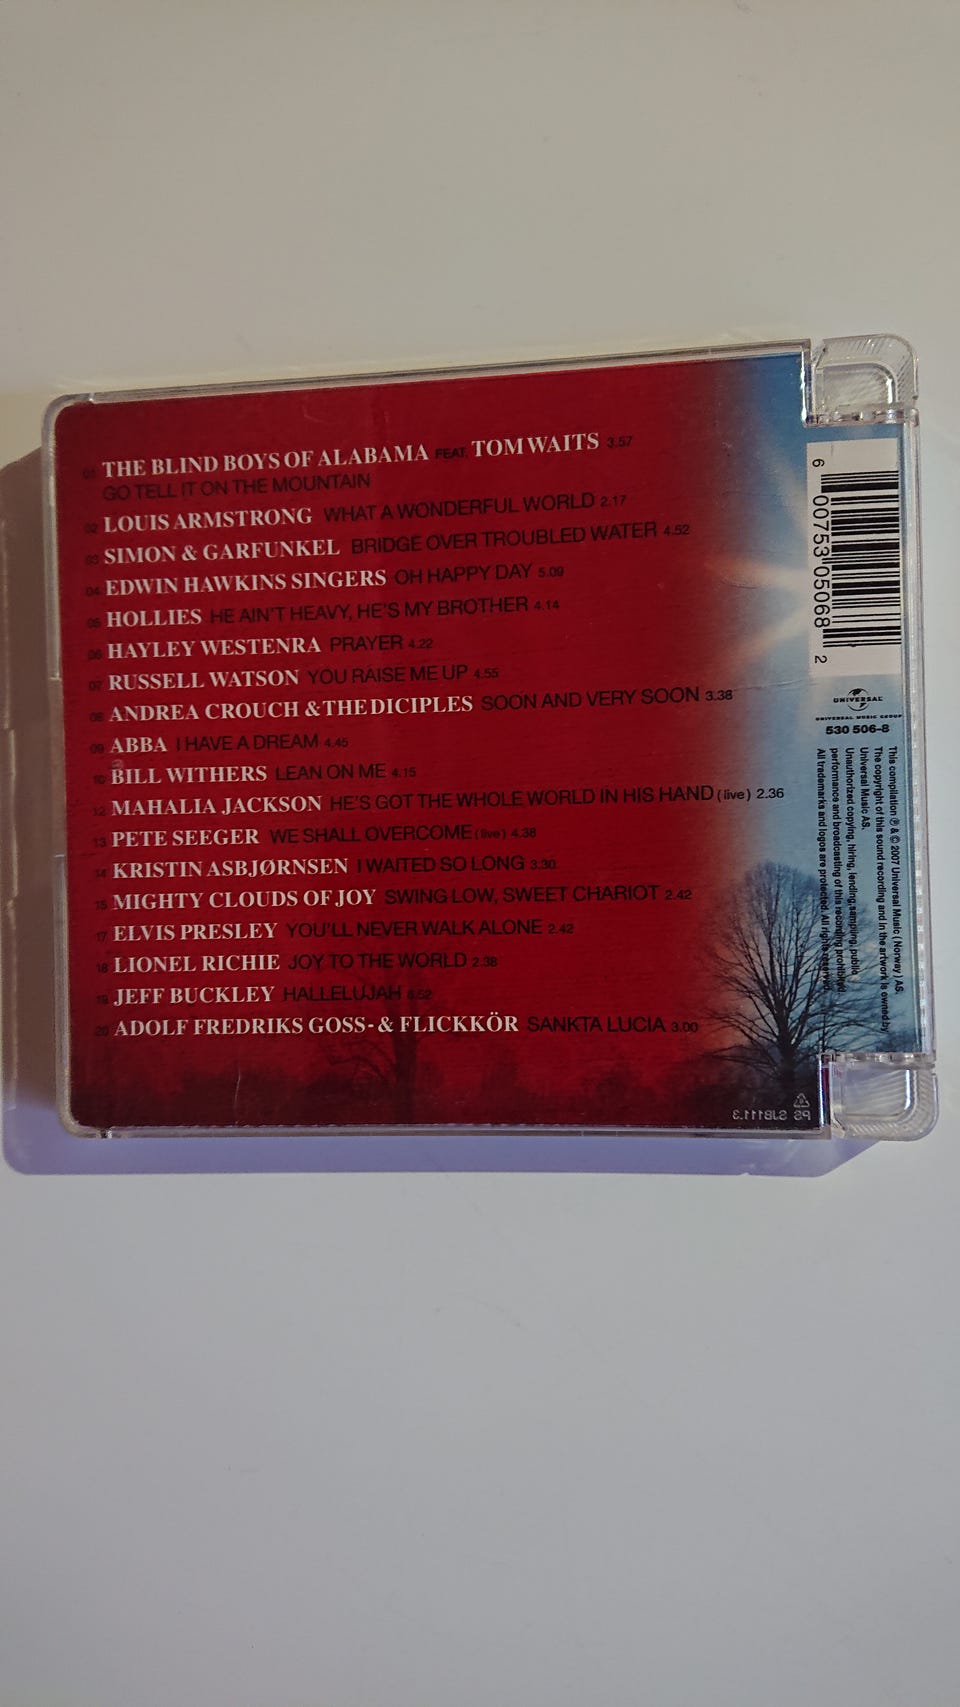 01 THE BLIND BOYS OF ALABAMA FEAT. TOM WAITS 3.57
GO TELL IT ON THE MOUNTAIN
02 LOUIS ARMSTRONG WHAT A WONDERFUL WORLD 2.17
03 SIMON & GARFUNKEL BRIDGE OVER TROUBLED WATER 4.52
04 EDWIN HAWKINS SINGERS OH HAPPY DAY 5.09
05 HOLLIES HE AIN'T HEAVY, HE'S MY BROTHER 4.14
06 HAYLEY WESTENRA PRAYER 4.22
07 RUSSELL WATSON YOU RAISE ME UP 4.55
08 ANDREA CROUCH & THE DICIPLES SOON AND VERY SOON 3.38
09 ABBA I HAVE A DREAM 4.45
10 BILL WITHERS LEAN ON ME 4.15
12 MAHALIA JACKSON HE'S GOT THE WHOLE WORLD IN HIS HAND (live) 2.36
13 PETE SEEGER WE SHALL OVERCOME (live) 4.38
14 KRISTIN ASBJØRNSEN I WAITED SO LONG 3.30
15 MIGHTY CLOUDS OF JOY SWING LOW, SWEET CHARIOT 2.42
17 ELVIS PRESLEY YOU'LL NEVER WALK ALONE 2.42
18 LIONEL RICHIE JOY TO THE WORLD 2.38
19 JEFF BUCKLEY HALLELUJAH 6.52
20 ADOLF FREDRIKS GOSS- & FLICKKÖR SANKTA LUCIA 3.00
6 00753 05068 2
UNIVERSAL
UNIVERSAL MUSIC GROUP
530 506-8
This compilation ℗ & © 2007 Universal Music (Norway) AS.
The copyright of this sound recording and in the artwork is owned by
Universal Music AS.
Unauthorized copying, hiring, lending, sampling, public
performance and broadcasting of this recording prohibited.
All trademarks and logos are protected. All rights reserved.
PS SJB111.3